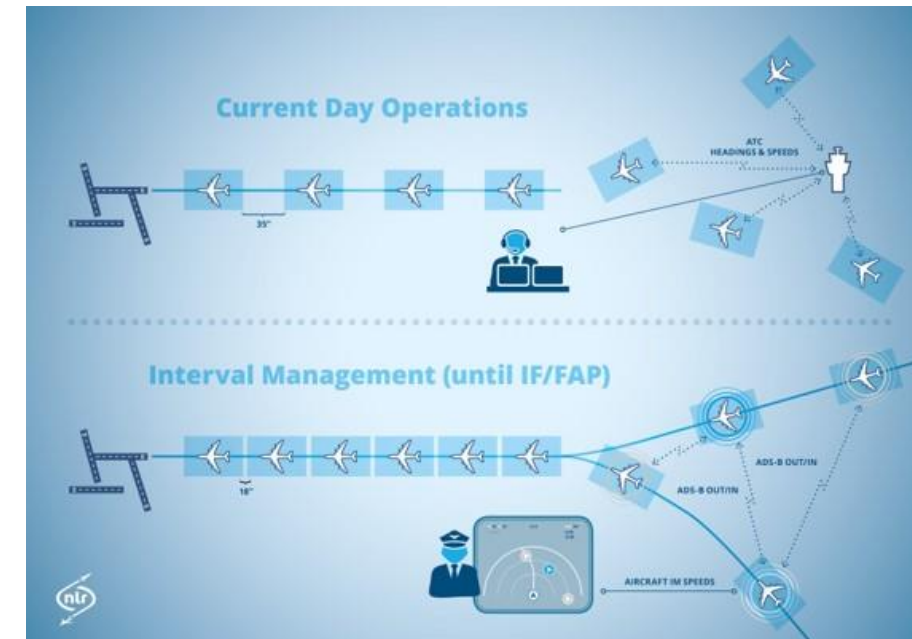 Current Day Operations
ATC
HEADINGS & SPEEDS
35"
Interval Management (until IF/FAP)
ADS-B OUT/IN
ADS-B OUT/IN
18"
AIRCRAFT IM SPEEDS
nlr